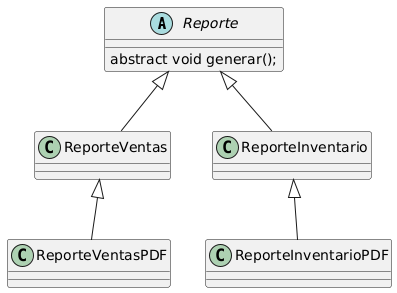 A Reporte
abstract void generar();
C ReporteVentas
C ReporteInventario
C ReporteVentasPDF
C ReporteInventarioPDF